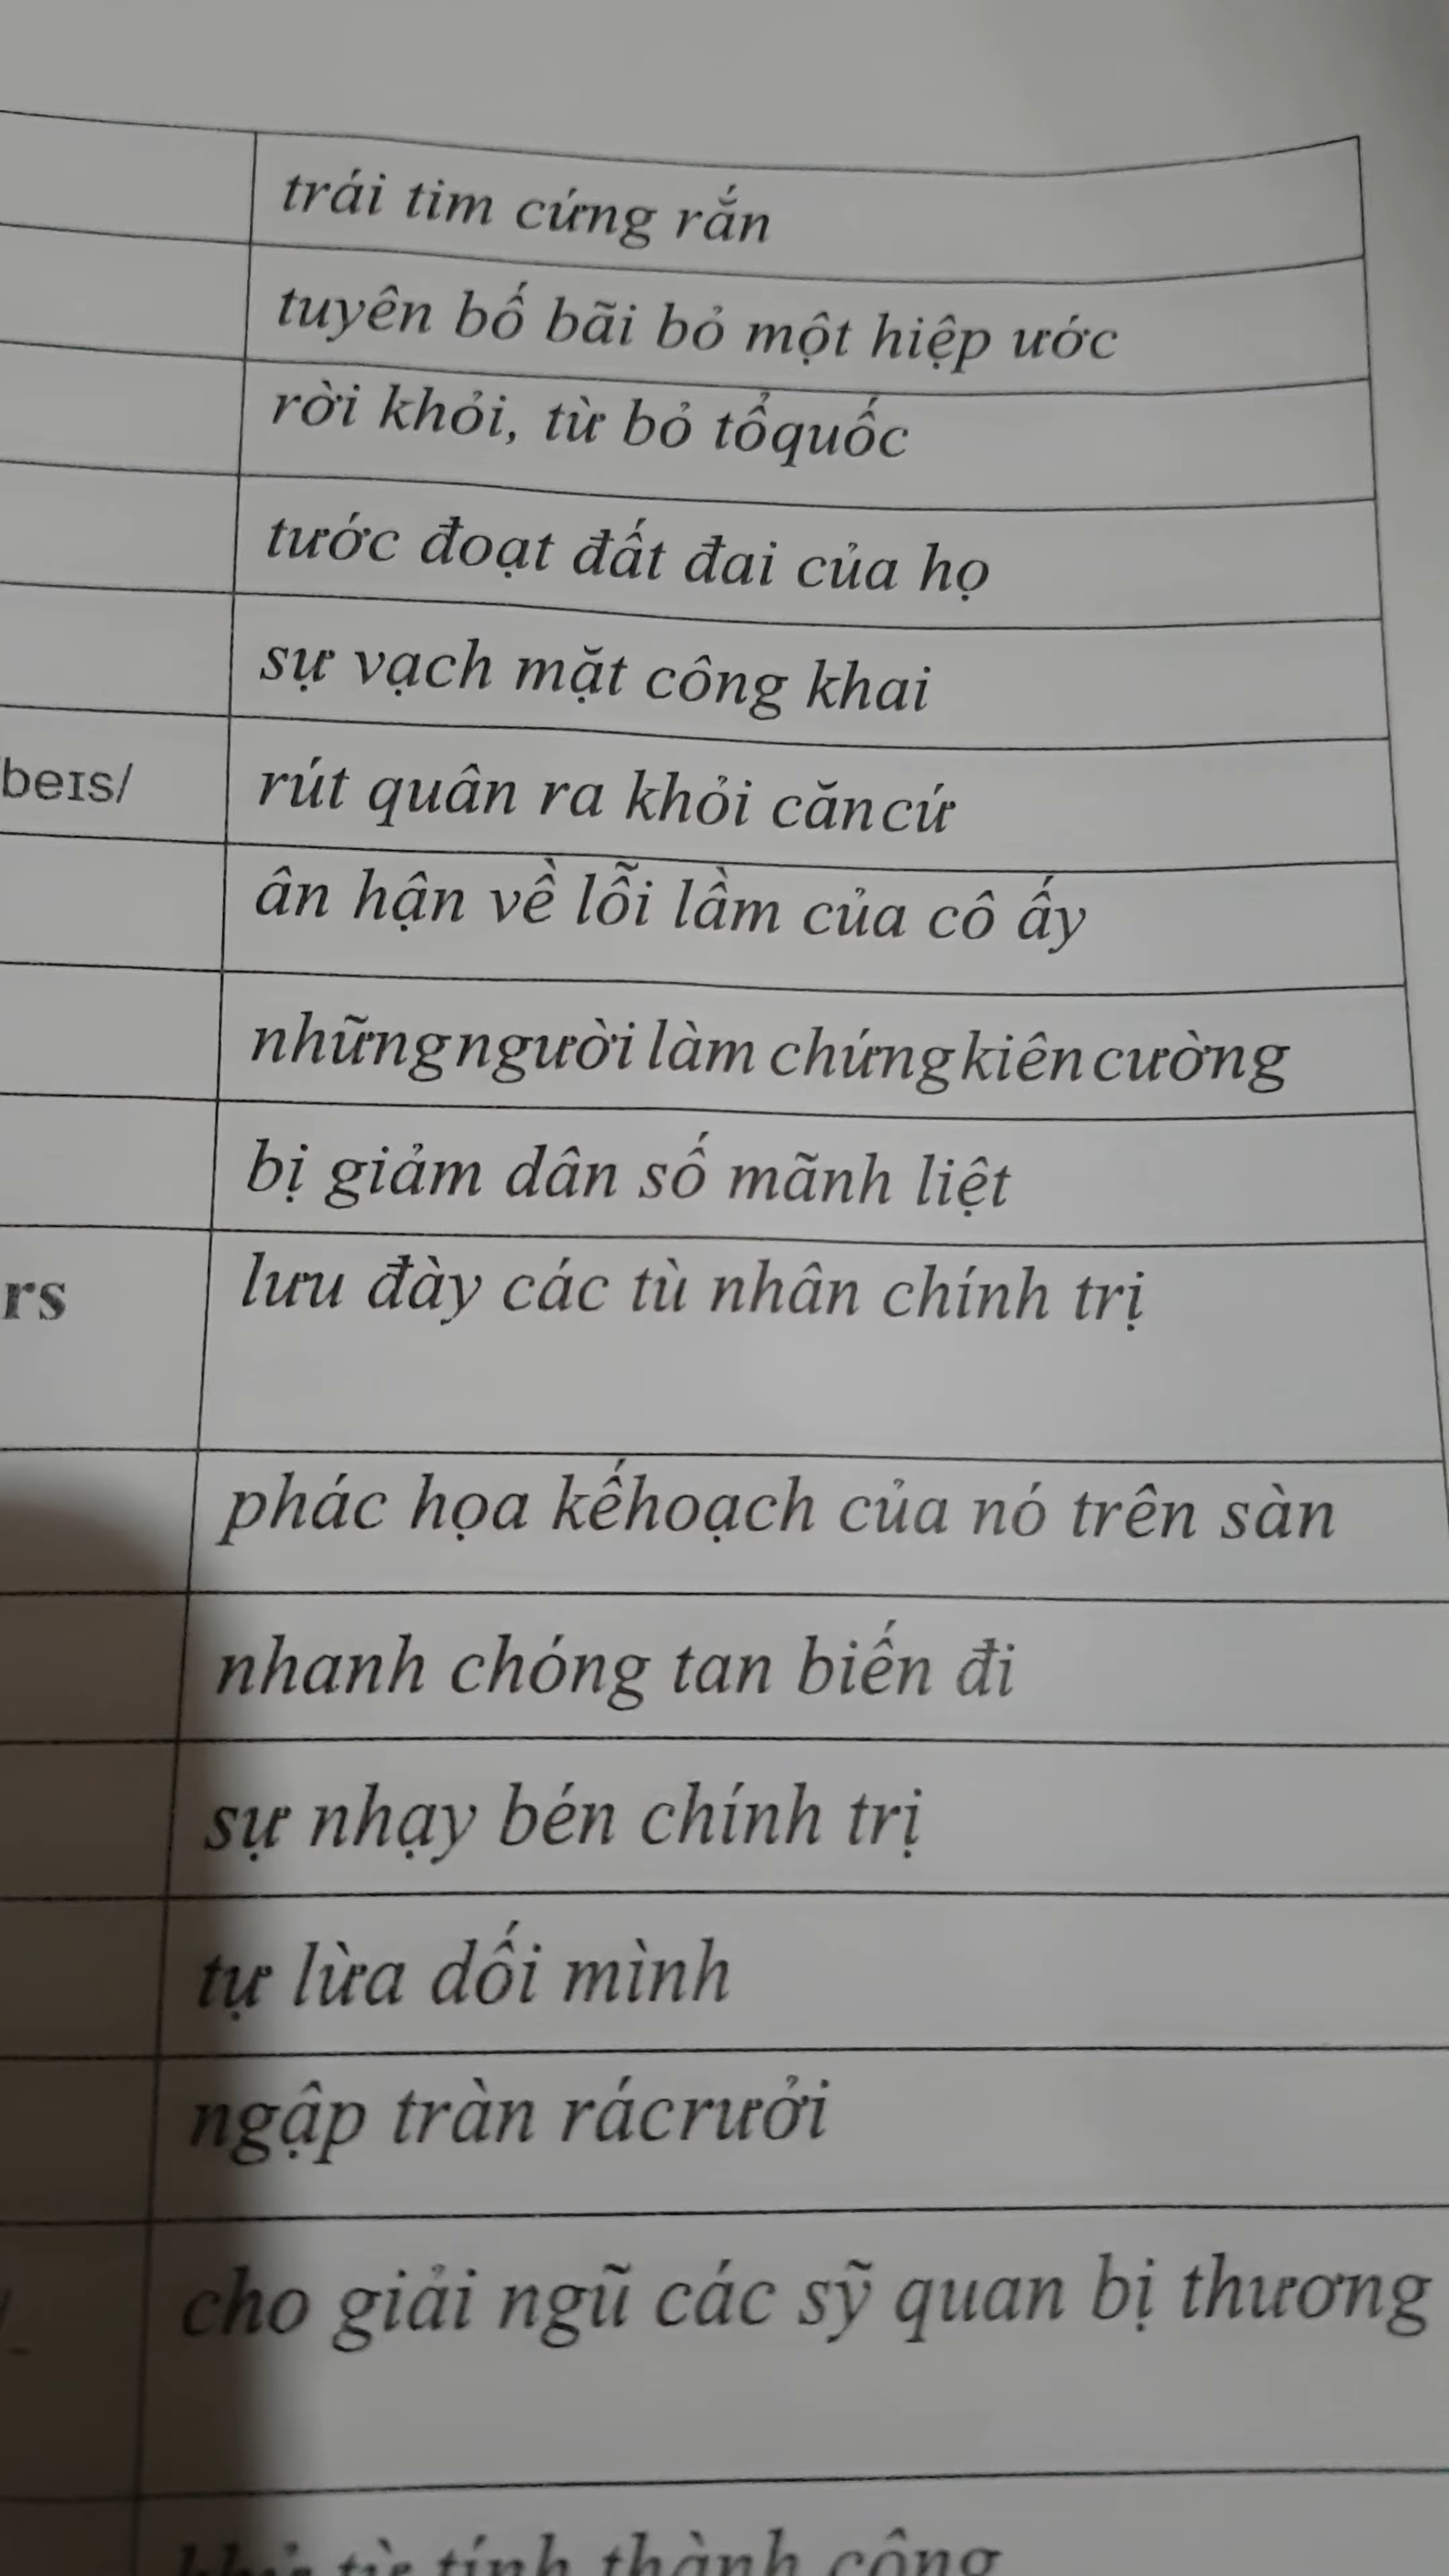 trái tim cứng rắn
tuyên bố bãi bỏ một hiệp ước
rời khỏi, từ bỏ tổquốc
tước đoạt đất đai của họ
sự vạch mặt công khai
beɪs/ rút quân ra khỏi căncứ
ân hận về lỗi lầm của cô ấy
nhữngngười làm chứngkiêncường
bị giảm dân số mãnh liệt
rs lưu đày các tù nhân chính trị
phác họa kếhoạch của nó trên sàn
nhanh chóng tan biến đi
sự nhạy bén chính trị
tự lừa dối mình
ngập tràn rácrưởi
cho giải ngũ các sỹ quan bị thương
từ tính thành công